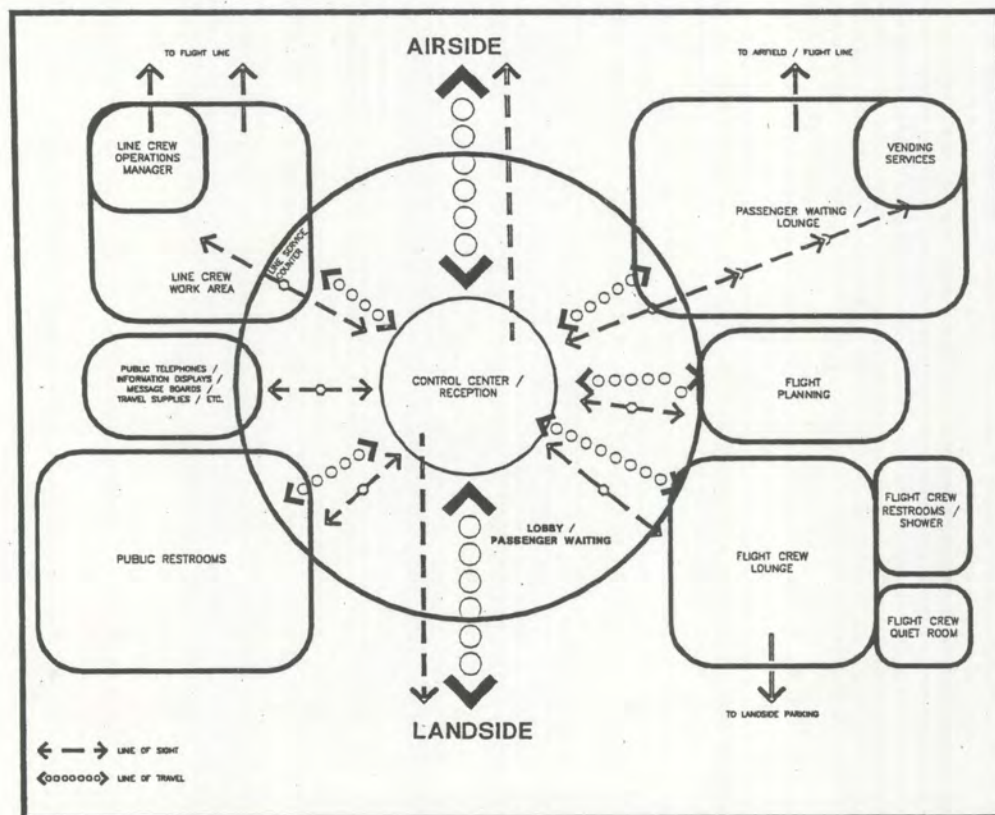 AIRSIDE
TO FLIGHT LINE
TO AIRFIELD / FLIGHT LINE
LINE CREW
OPERATIONS
MANAGER
VENDING
SERVICES
PASSENGER WAITING /
LOUNGE
LINE SERVICE
COUNTER
LINE CREW
WORK AREA
PUBLIC TELEPHONES /
INFORMATION DISPLAYS /
MESSAGE BOARDS /
TRAVEL SUPPLIES / ETC.
CONTROL CENTER /
RECEPTION
FLIGHT
PLANNING
FLIGHT CREW
RESTROOMS /
SHOWER
LOBBY /
PASSENGER WAITING
PUBLIC RESTROOMS
FLIGHT CREW
LOUNGE
FLIGHT CREW
QUIET ROOM
TO LANDSIDE PARKING
LANDSIDE
LINE OF SIGHT
LINE OF TRAVEL